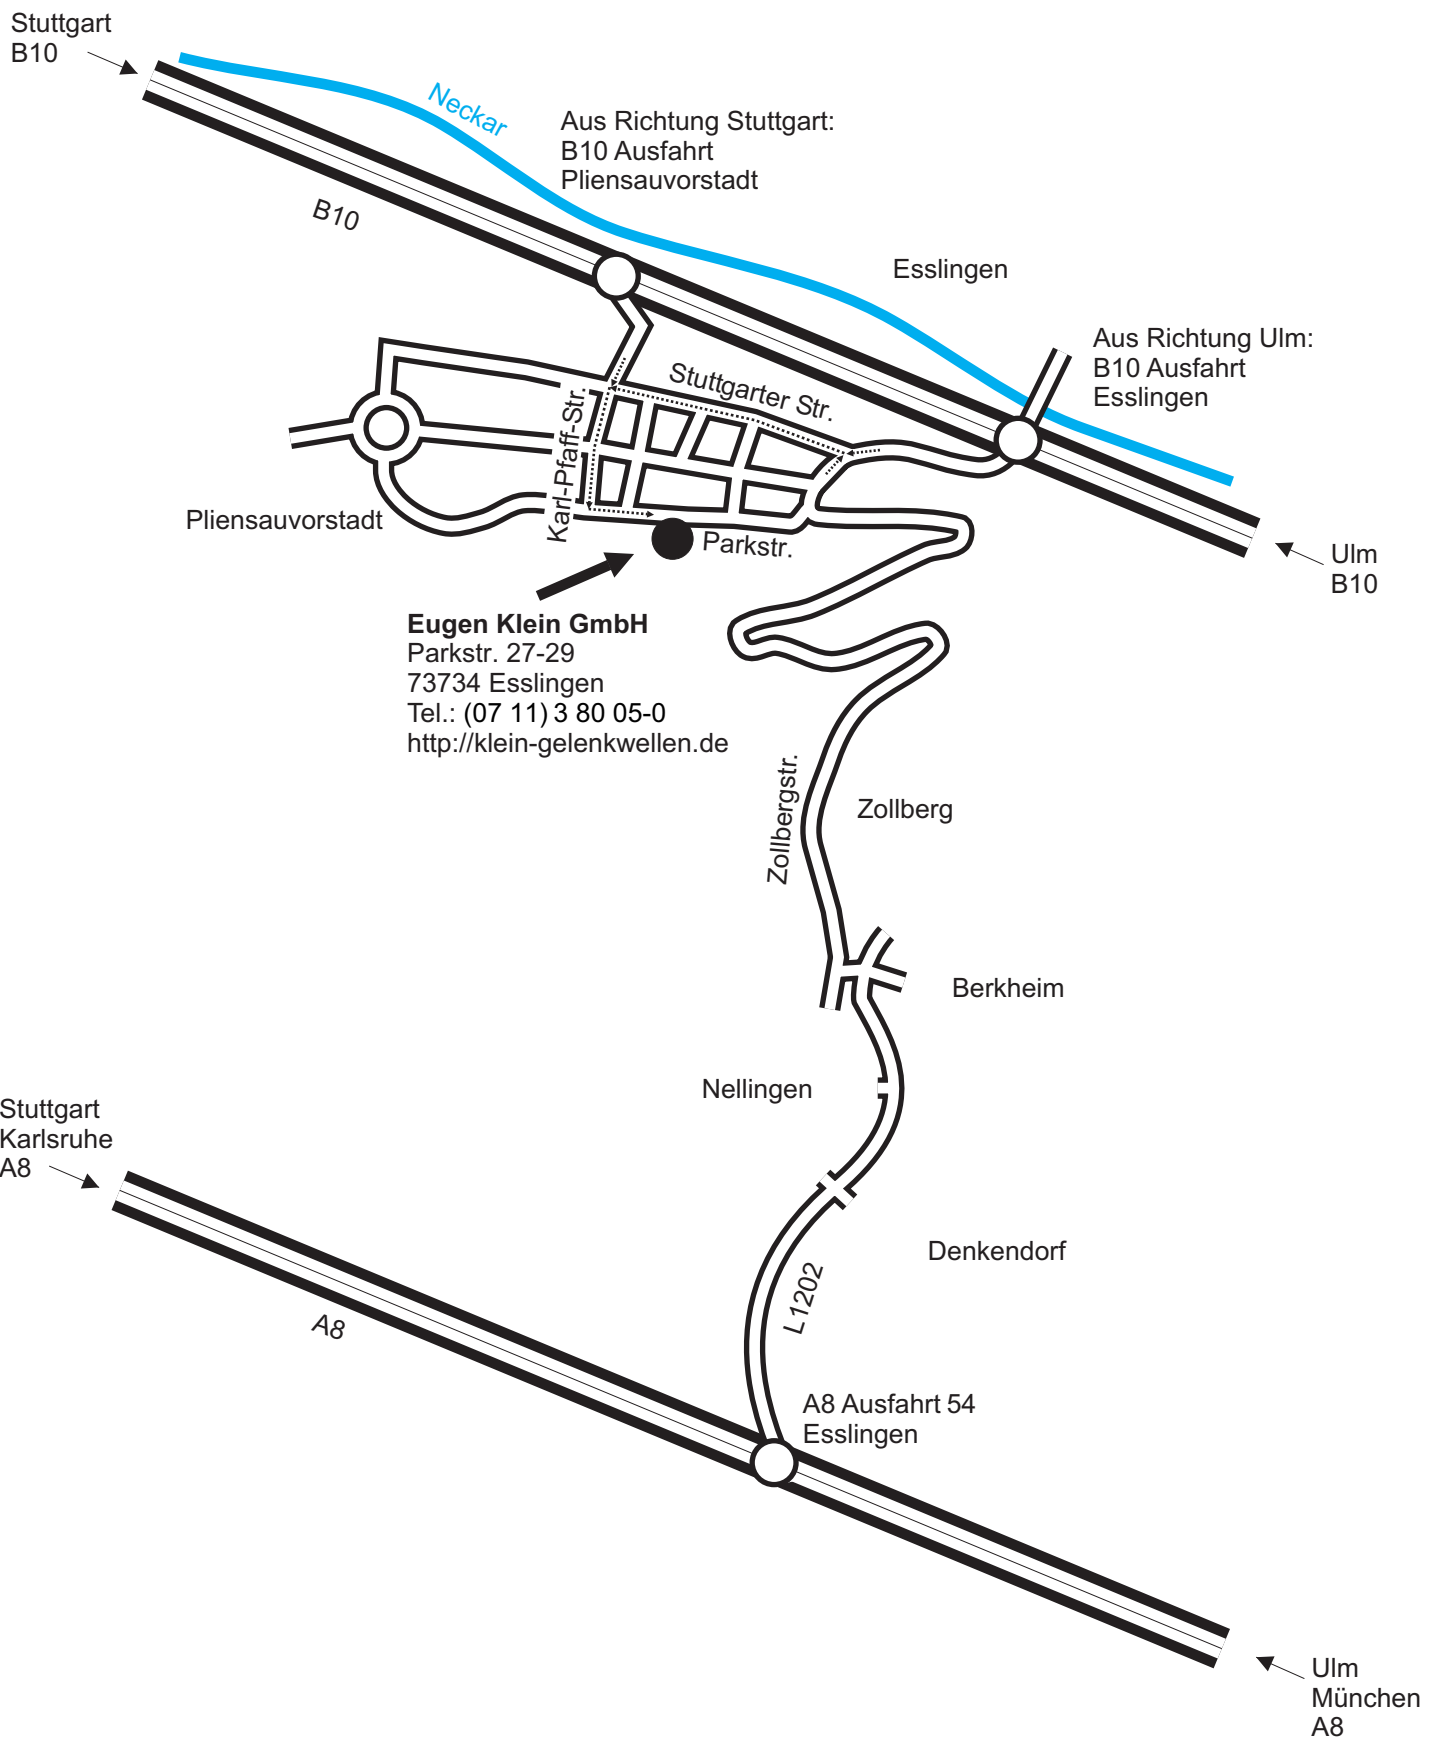 Stuttgart
B10
Neckar
Aus Richtung Stuttgart:
B10 Ausfahrt
Pliensauvorstadt
B10
Esslingen
Aus Richtung Ulm:
B10 Ausfahrt
Esslingen
Stuttgarter Str.
Karl-Pfaff-Str.
Pliensauvorstadt
Parkstr.
Ulm
B10
Eugen Klein GmbH
Parkstr. 27-29
73734 Esslingen
Tel.: (07 11) 3 80 05-0
http://klein-gelenkwellen.de
Zollbergstr.
Zollberg
Berkheim
Nellingen
Stuttgart
Karlsruhe
A8
Denkendorf
L1202
A8
A8 Ausfahrt 54
Esslingen
Ulm
München
A8